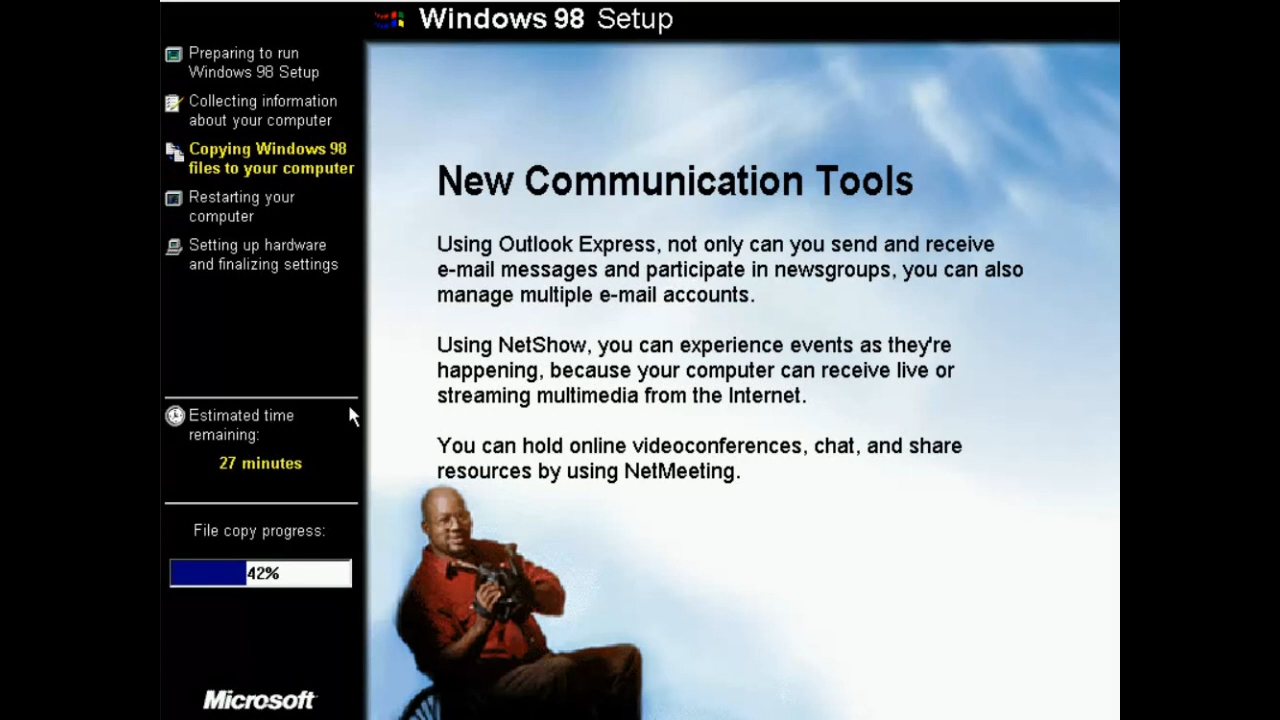 Windows 98 Setup
Preparing to run
Windows 98 Setup
Collecting information
about your computer
Copying Windows 98
files to your computer
Restarting your
computer
Setting up hardware
and finalizing settings
Estimated time
remaining:
27 minutes
File copy progress:
42%
Microsoft
New Communication Tools
Using Outlook Express, not only can you send and receive
e-mail messages and participate in newsgroups, you can also
manage multiple e-mail accounts.
Using NetShow, you can experience events as they're
happening, because your computer can receive live or
streaming multimedia from the Internet.
You can hold online videoconferences, chat, and share
resources by using NetMeeting.